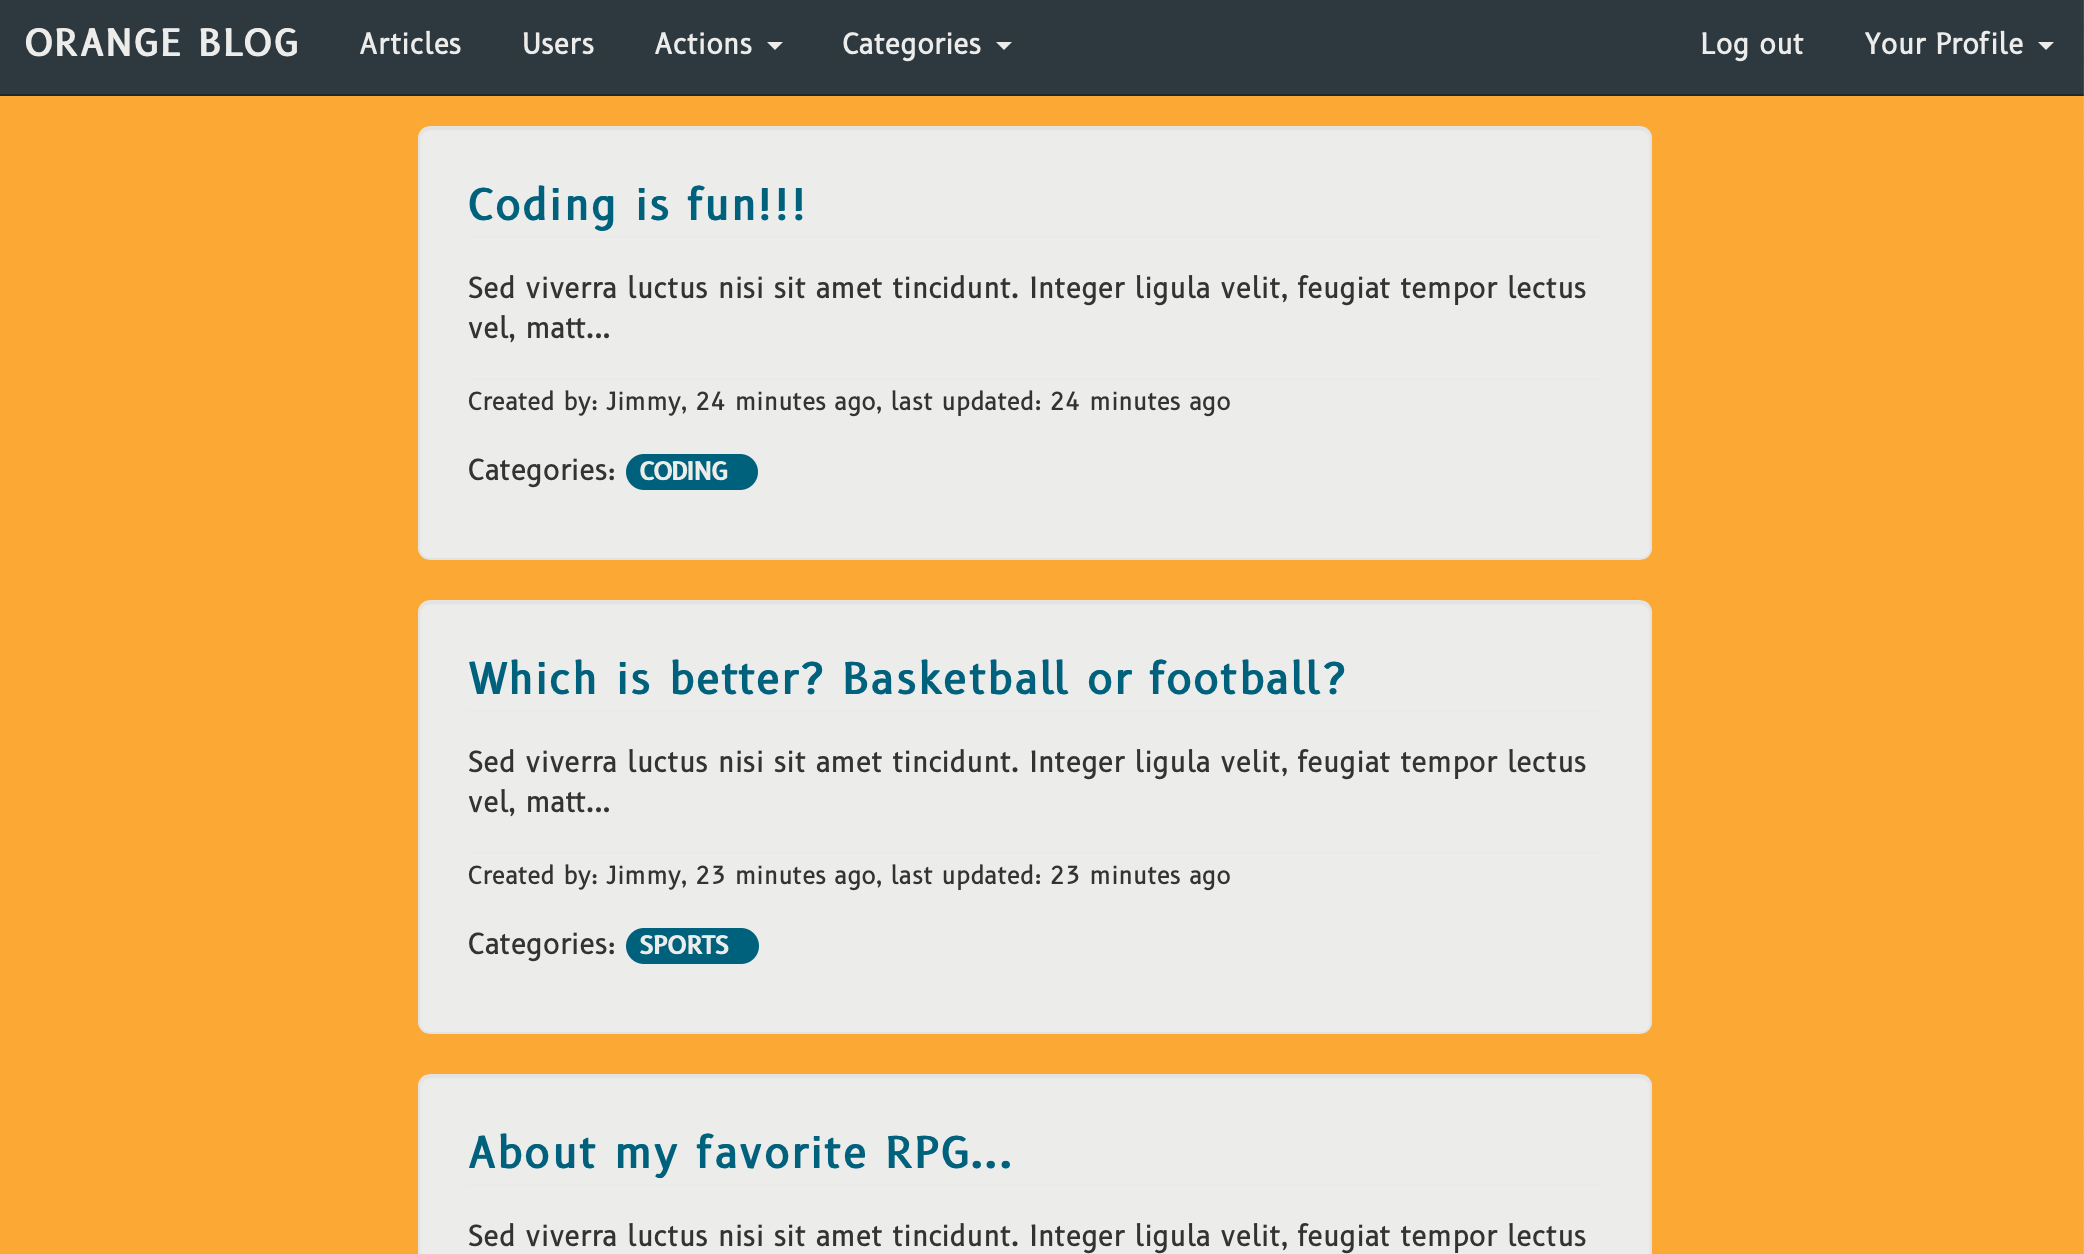 ORANGE BLOG Articles Users Actions Categories Log out Your Profile
Coding is fun!!!
Sed viverra luctus nisi sit amet tincidunt. Integer ligula velit, feugiat tempor lectus
vel, matt...
Created by: Jimmy, 24 minutes ago, last updated: 24 minutes ago
Categories: CODING
Which is better? Basketball or football?
Sed viverra luctus nisi sit amet tincidunt. Integer ligula velit, feugiat tempor lectus
vel, matt...
Created by: Jimmy, 23 minutes ago, last updated: 23 minutes ago
Categories: SPORTS
About my favorite RPG...
Sed viverra luctus nisi sit amet tincidunt. Integer ligula velit, feugiat tempor lectus